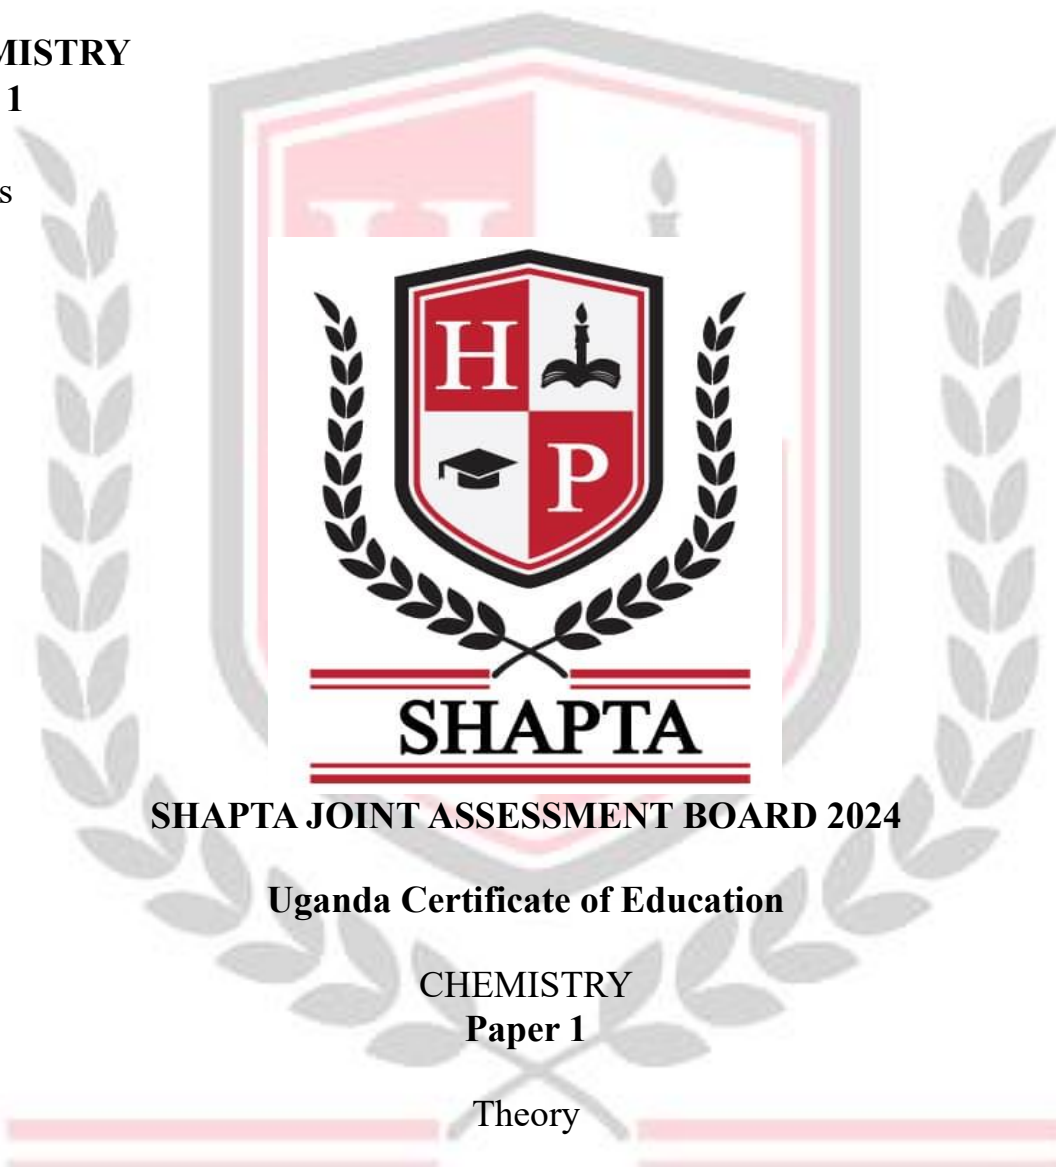 MISTRY
1
s
H
P
SHAPTA
SHAPTA JOINT ASSESSMENT BOARD 2024
Uganda Certificate of Education
CHEMISTRY
Paper 1
Theory